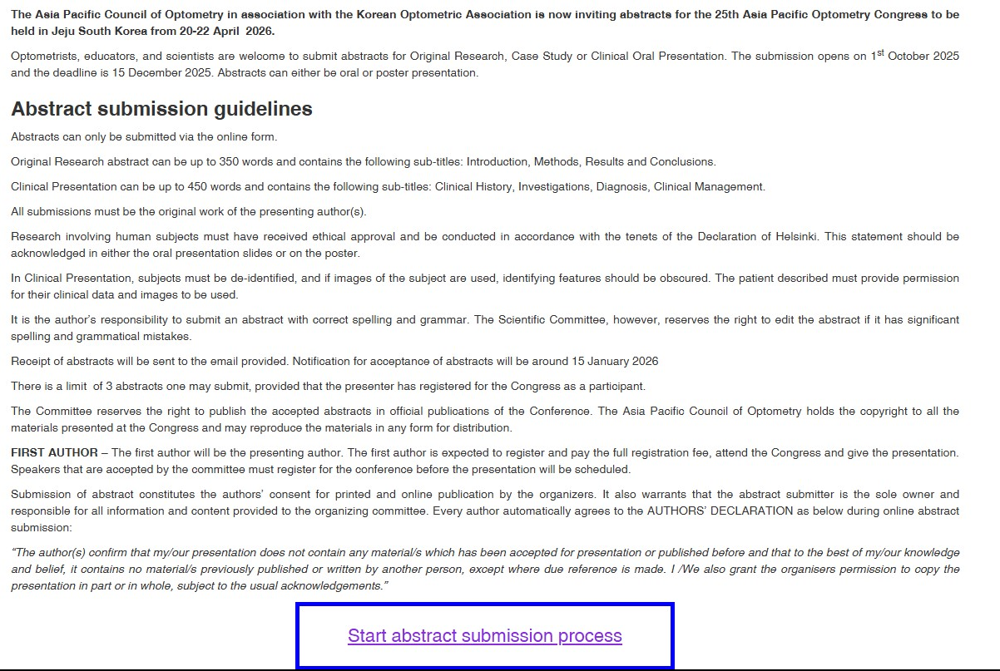 The Asia Pacific Council of Optometry in association with the Korean Optometric Association is now inviting abstracts for the 25th Asia Pacific Optometry Congress to be
held in Jeju South Korea from 20-22 April  2026.
Optometrists, educators, and scientists are welcome to submit abstracts for Original Research, Case Study or Clinical Oral Presentation. The submission opens on 1st October 2025
and the deadline is 15 December 2025. Abstracts can either be oral or poster presentation.
Abstract submission guidelines
Abstracts can only be submitted via the online form.
Original Research abstract can be up to 350 words and contains the following sub-titles: Introduction, Methods, Results and Conclusions.
Clinical Presentation can be up to 450 words and contains the following sub-titles: Clinical History, Investigations, Diagnosis, Clinical Management.
All submissions must be the original work of the presenting author(s).
Research involving human subjects must have received ethical approval and be conducted in accordance with the tenets of the Declaration of Helsinki. This statement should be
acknowledged in either the oral presentation slides or on the poster.
In Clinical Presentation, subjects must be de-identified, and if images of the subject are used, identifying features should be obscured. The patient described must provide permission
for their clinical data and images to be used.
It is the author's responsibility to submit an abstract with correct spelling and grammar. The Scientific Committee, however, reserves the right to edit the abstract if it has significant
spelling and grammatical mistakes.
Receipt of abstracts will be sent to the email provided. Notification for acceptance of abstracts will be around 15 January 2026
There is a limit  of 3 abstracts one may submit, provided that the presenter has registered for the Congress as a participant.
The Committee reserves the right to publish the accepted abstracts in official publications of the Conference. The Asia Pacific Council of Optometry holds the copyright to all the
materials presented at the Congress and may reproduce the materials in any form for distribution.
FIRST AUTHOR – The first author will be the presenting author. The first author is expected to register and pay the full registration fee, attend the Congress and give the presentation.
Speakers that are accepted by the committee must register for the conference before the presentation will be scheduled.
Submission of abstract constitutes the authors' consent for printed and online publication by the organizers. It also warrants that the abstract submitter is the sole owner and
responsible for all information and content provided to the organizing committee. Every author automatically agrees to the AUTHORS' DECLARATION as below during online abstract
submission:
"The author(s) confirm that my/our presentation does not contain any material/s which has been accepted for presentation or published before and that to the best of my/our knowledge
and belief, it contains no material/s previously published or written by another person, except where due reference is made. I /We also grant the organisers permission to copy the
presentation in part or in whole, subject to the usual acknowledgements."
Start abstract submission process